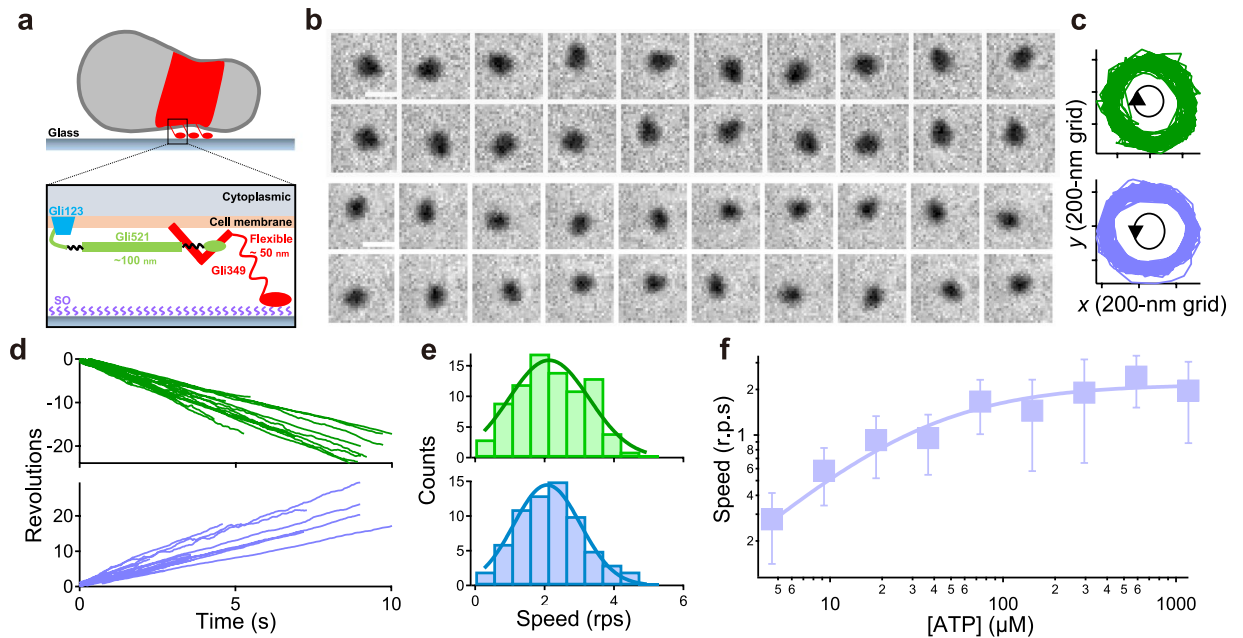 a
Glass
Cytoplasmic
Gli123
Cell membrane
Gli521
Flexible
~ 50 nm
~100 nm
Gli349
SO
b
c
y (200-nm grid)
x (200-nm grid)
d
Revolutions
0
-10
-20
20
10
0
0
5
10
Time (s)
e
Counts
15
10
5
0
15
10
5
0
0
2
4
6
Speed (rps)
f
Speed (r.p.s)
2
1
8
6
4
2
5 6
10
2
3
4
5 6
100
2
3
4
5 6
1000
[ATP] (µM)